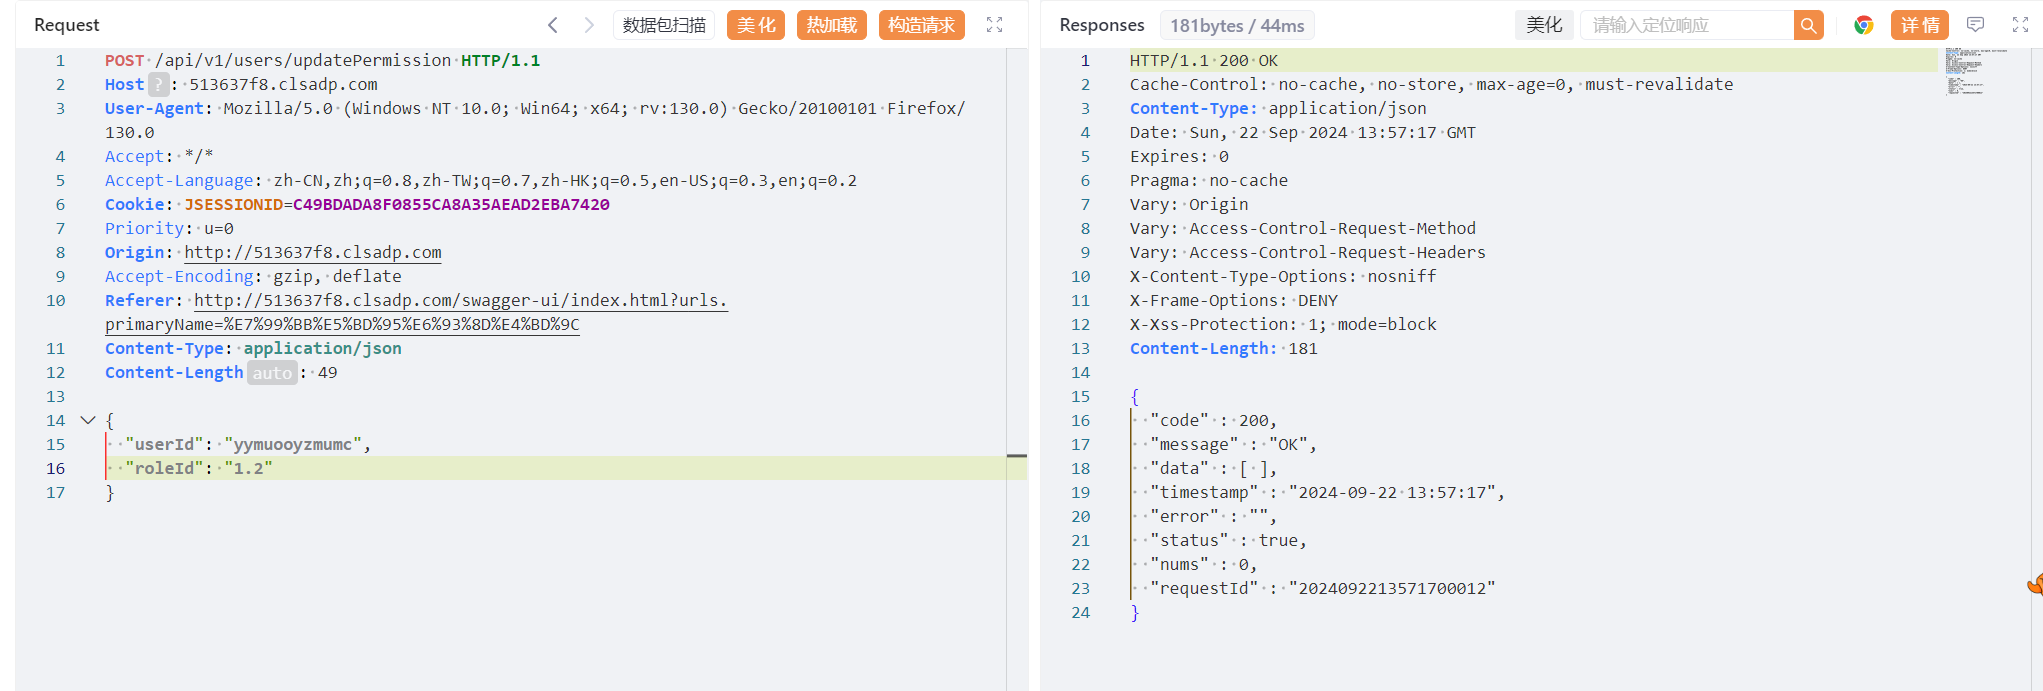 Request
数据包扫描
美化
热加载
构造请求
1 POST /api/v1/users/updatePermission HTTP/1.1
2 Host ? : 513637f8.clsadp.com
3 User-Agent: Mozilla/5.0 (Windows NT 10.0; Win64; x64; rv:130.0) Gecko/20100101 Firefox/
130.0
4 Accept: */*
5 Accept-Language: zh-CN,zh;q=0.8,zh-TW;q=0.7,zh-HK;q=0.5,en-US;q=0.3,en;q=0.2
6 Cookie: JSESSIONID=C49BDADA8F0855CA8A35AEAD2EBA7420
7 Priority: u=0
8 Origin: http://513637f8.clsadp.com
9 Accept-Encoding: gzip, deflate
10 Referer: http://513637f8.clsadp.com/swagger-ui/index.html?urls.
primaryName=%E7%99%BB%E5%BD%95%E6%93%8D%E4%BD%9C
11 Content-Type: application/json
12 Content-Length auto : 49
13
14 {
15 "userId": "yymuooyzmumc",
16 "roleId": "1.2"
17 }
Responses
181bytes / 44ms
美化
请输入定位响应
详情
1 HTTP/1.1 200 OK
2 Cache-Control: no-cache, no-store, max-age=0, must-revalidate
3 Content-Type: application/json
4 Date: Sun, 22 Sep 2024 13:57:17 GMT
5 Expires: 0
6 Pragma: no-cache
7 Vary: Origin
8 Vary: Access-Control-Request-Method
9 Vary: Access-Control-Request-Headers
10 X-Content-Type-Options: nosniff
11 X-Frame-Options: DENY
12 X-Xss-Protection: 1; mode=block
13 Content-Length: 181
14
15 {
16 "code" : 200,
17 "message" : "OK",
18 "data" : [ ],
19 "timestamp" : "2024-09-22 13:57:17",
20 "error" : "",
21 "status" : true,
22 "nums" : 0,
23 "requestId" : "2024092213571700012"
24 }